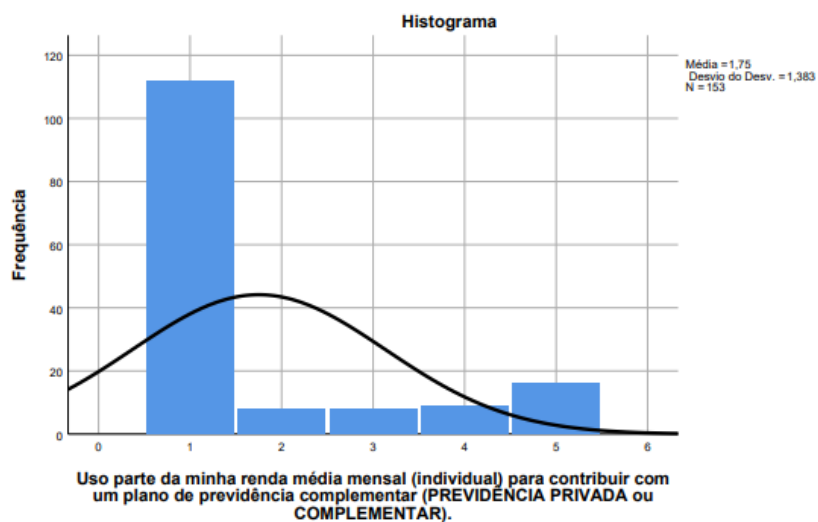 Histograma
Média =1,75
Desvio do Desv. = 1,383
N =153
Frequência
120
100
80
60
40
20
0
0 1 2 3 4 5 6
Uso parte da minha renda média mensal (individual) para contribuir com
um plano de previdência complementar (PREVIDÊNCIA PRIVADA ou
COMPLEMENTAR).